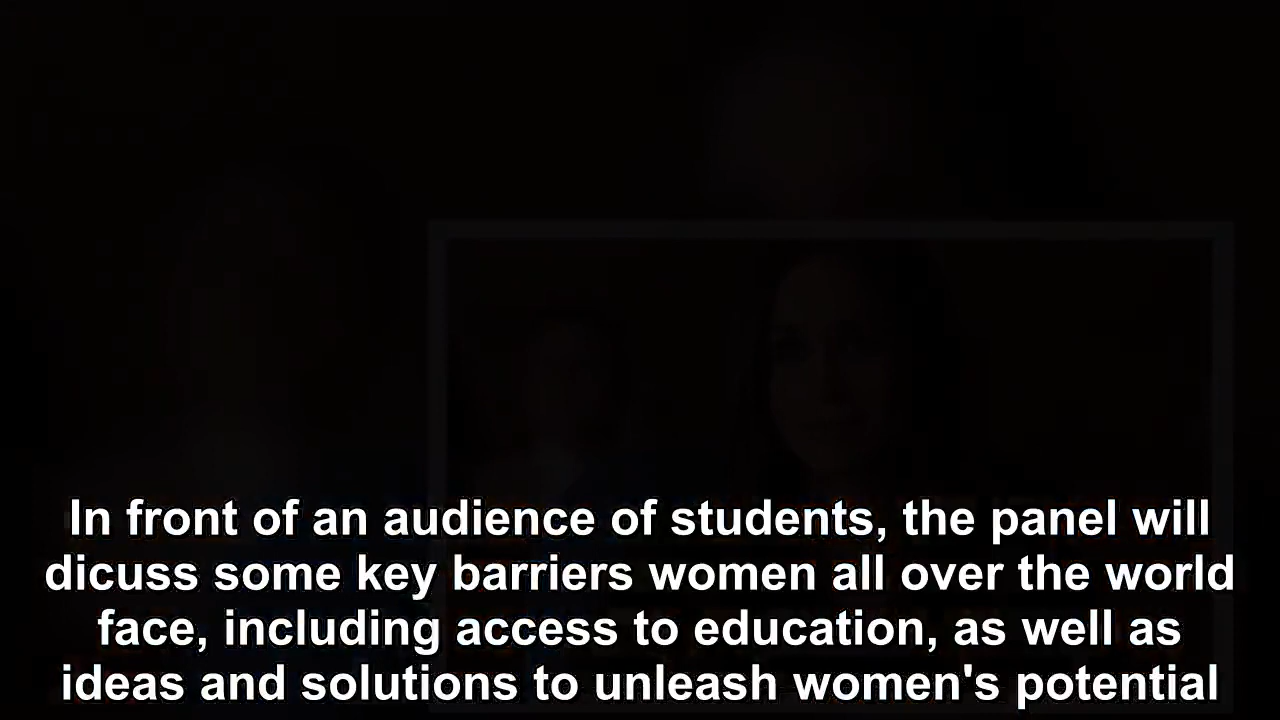 In front of an audience of students, the panel will
dicuss some key barriers women all over the world
face, including access to education, as well as
ideas and solutions to unleash women's potential